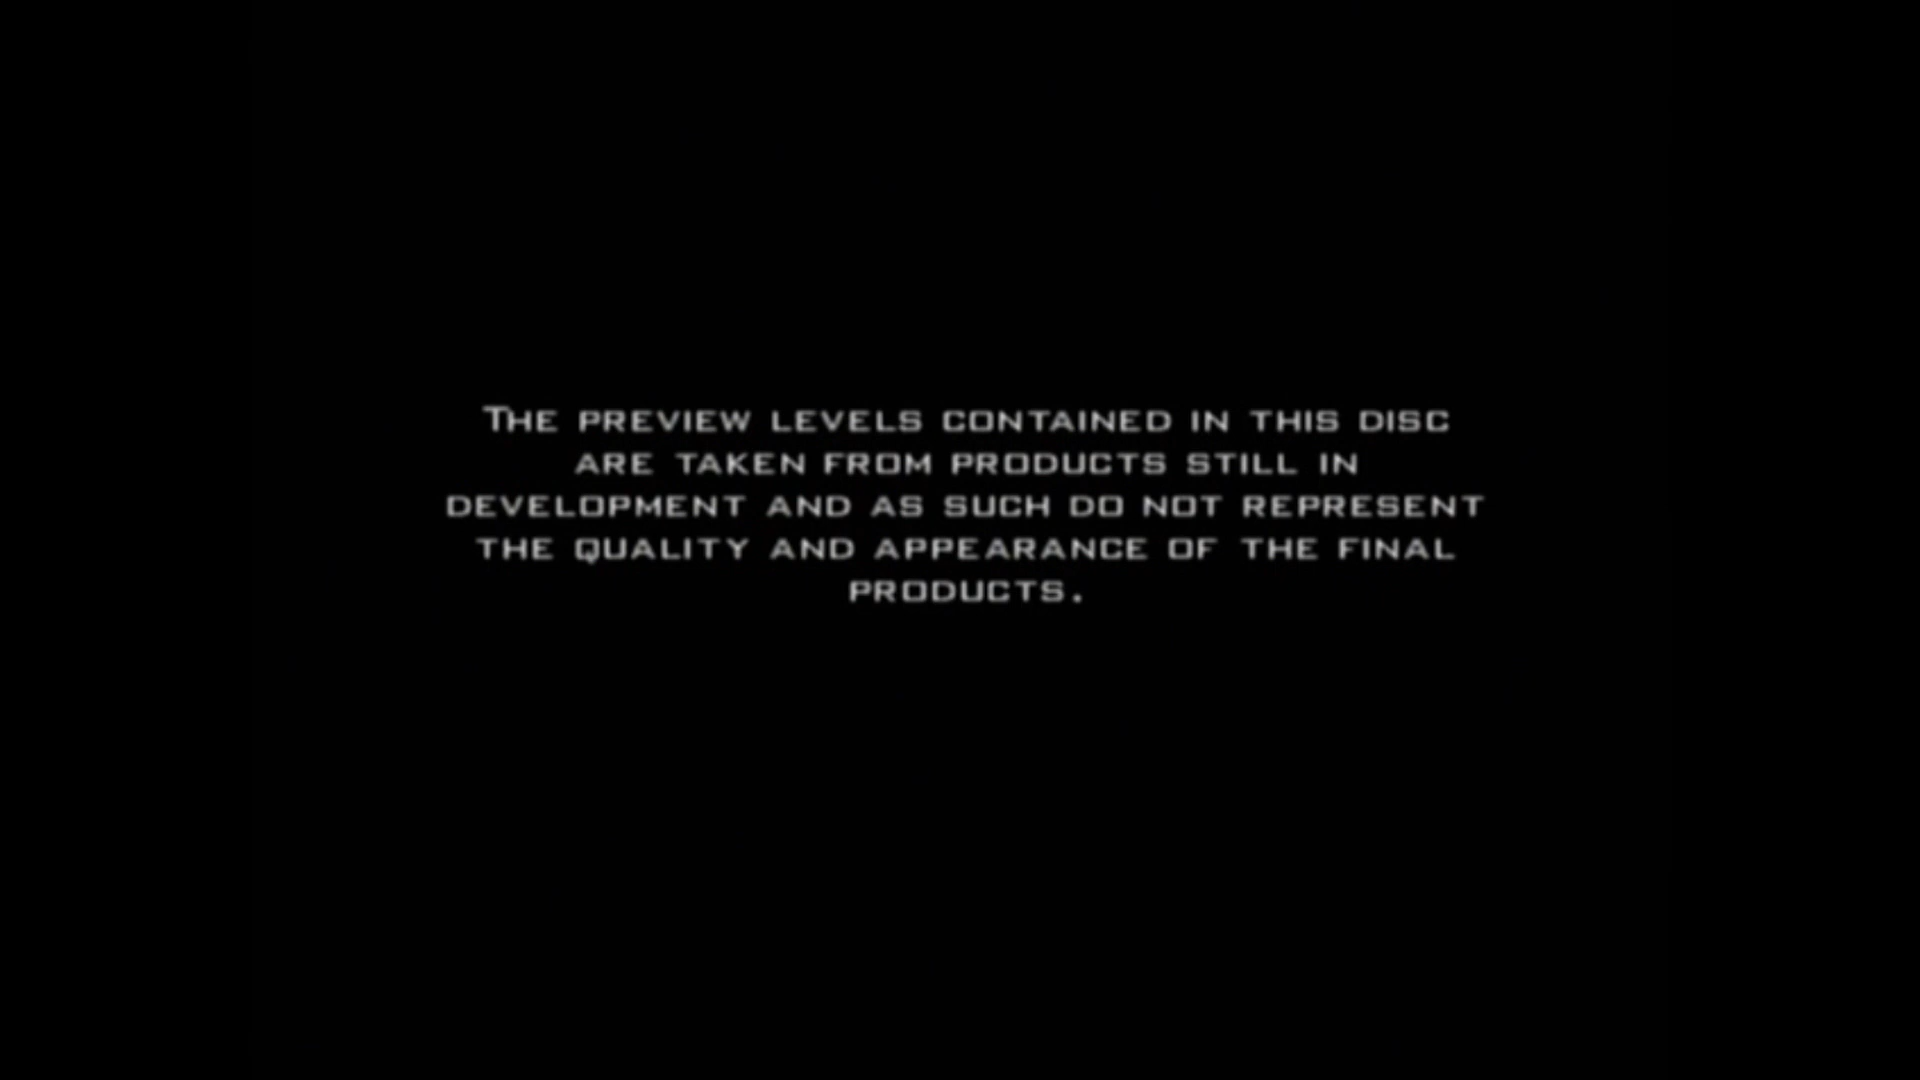 The preview levels contained in this disc
are taken from products still in
development and as such do not represent
the quality and appearance of the final
products.